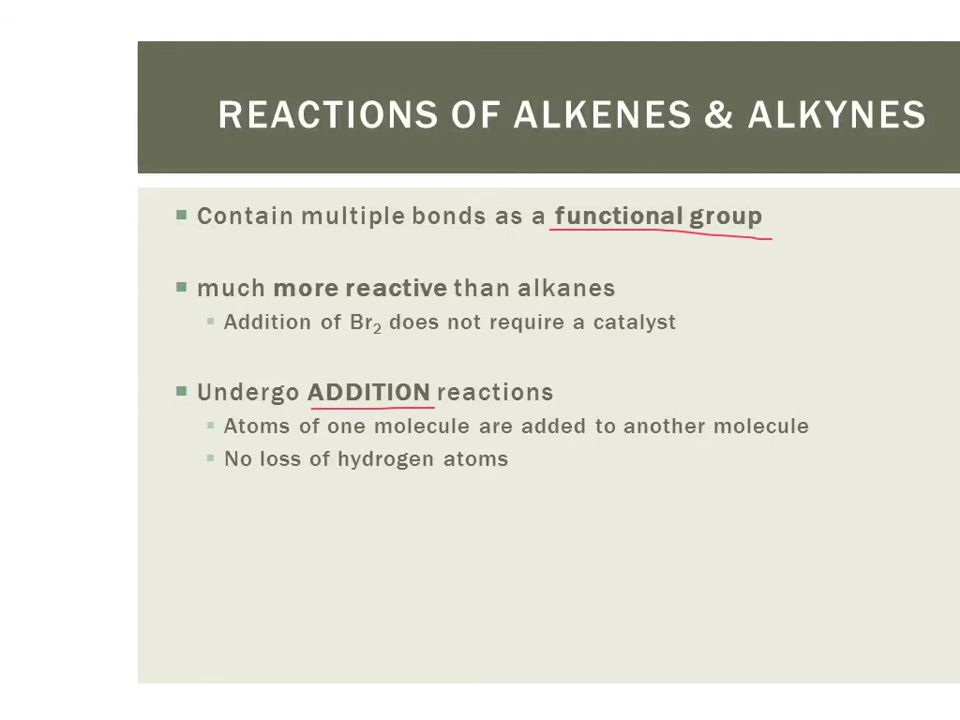 REACTIONS OF ALKENES & ALKYNES
Contain multiple bonds as a functional group
much more reactive than alkanes
Addition of Br₂ does not require a catalyst
Undergo ADDITION reactions
Atoms of one molecule are added to another molecule
No loss of hydrogen atoms